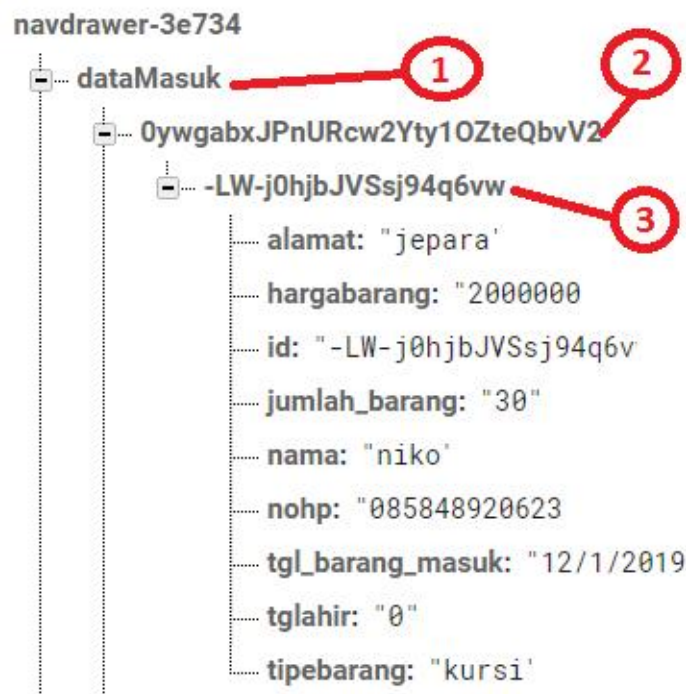 navdrawer-3e734
dataMasuk 1
0ywgabxJPnURcw2Yty1OZteQbvV2 2
-LW-j0hjbJVSsj94q6vw 3
alamat: "jepara'
hargabarang: "2000000
id: "-LW-j0hjbJVSsj94q6v
jumlah_barang: "30"
nama: "niko'
nohp: "085848920623
tgl_barang_masuk: "12/1/2019
tglahir: "0"
tipebarang: "kursi'